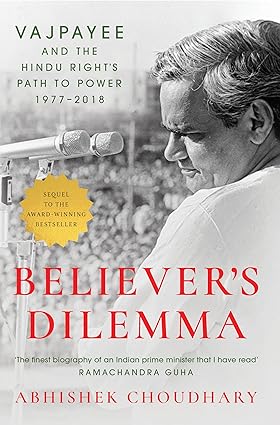 VAJPAYEE
AND THE
HINDU RIGHT'S
PATH TO POWER
1977–2018
SEQUEL
TO THE
AWARD-WINNING
BESTSELLER
BELIEVER'S
DILEMMA
'The finest biography of an Indian prime minister that I have read'
RAMACHANDRA GUHA
ABHISHEK CHOUDHARY